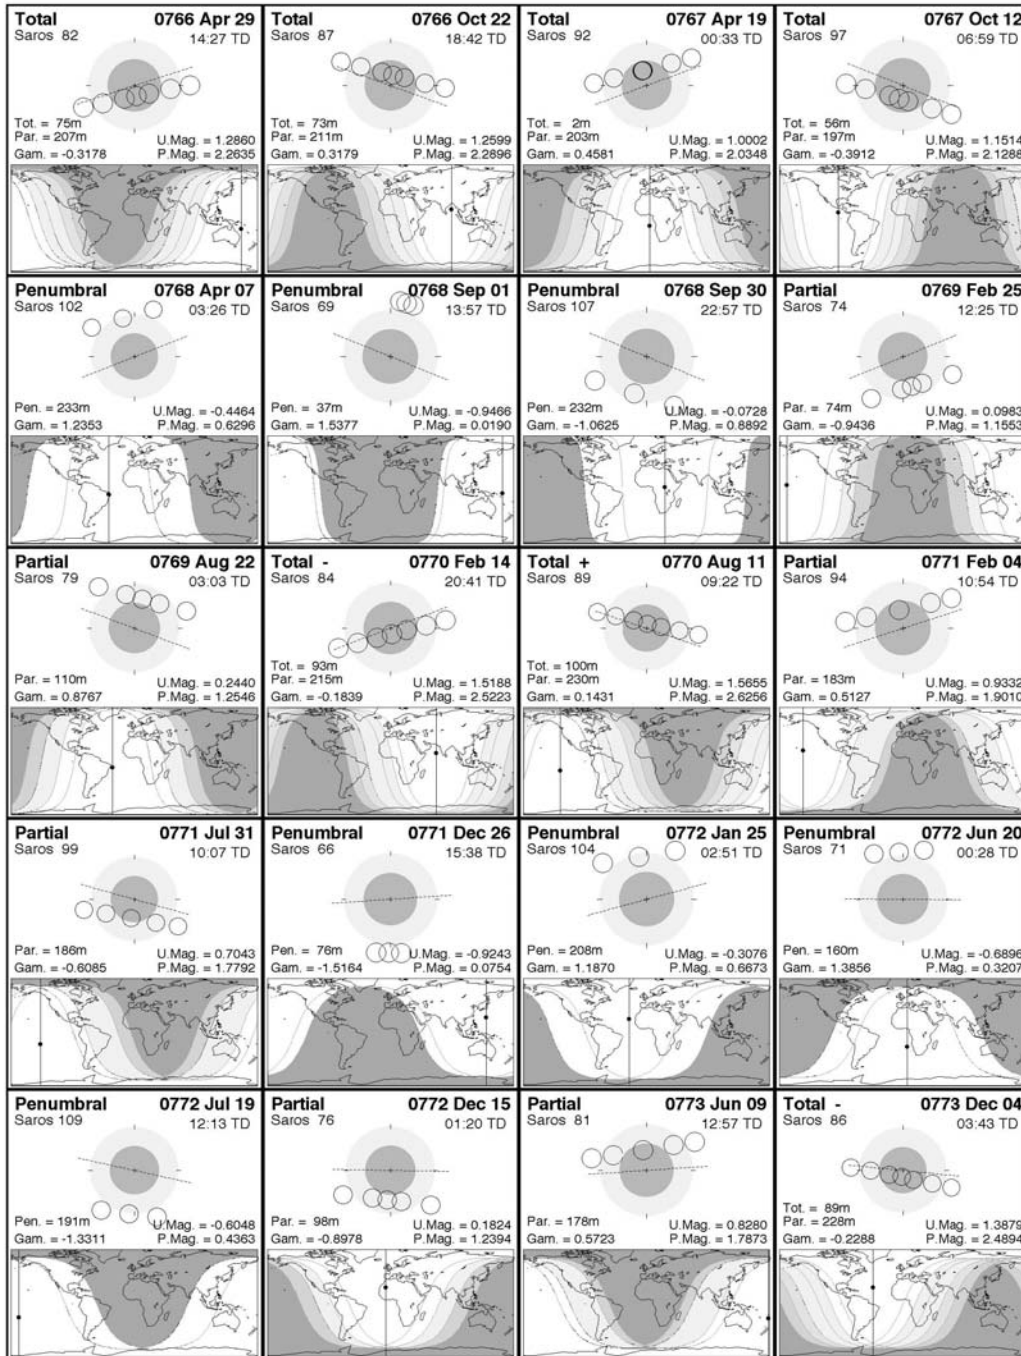 Total 0766 Apr 29
Saros 82 14:27 TD
Tot. = 75m
Par. = 207m U.Mag. = 1.2860
Gam. = -0.3178 P.Mag. = 2.2635
Total 0766 Oct 22
Saros 87 18:42 TD
Tot. = 73m
Par. = 211m U.Mag. = 1.2599
Gam. = 0.3179 P.Mag. = 2.2896
Total 0767 Apr 19
Saros 92 00:33 TD
Tot. = 2m
Par. = 203m U.Mag. = 1.0002
Gam. = 0.4581 P.Mag. = 2.0348
Total 0767 Oct 12
Saros 97 06:59 TD
Tot. = 56m
Par. = 197m U.Mag. = 1.1514
Gam. = -0.3912 P.Mag. = 2.1288
Penumbral 0768 Apr 07
Saros 102 03:26 TD
Pen. = 233m U.Mag. = -0.4464
Gam. = 1.2353 P.Mag. = 0.6296
Penumbral 0768 Sep 01
Saros 69 13:57 TD
Pen. = 37m U.Mag. = -0.9466
Gam. = 1.5377 P.Mag. = 0.0190
Penumbral 0768 Sep 30
Saros 107 22:57 TD
Pen. = 232m U.Mag. = -0.0728
Gam. = -1.0625 P.Mag. = 0.8892
Partial 0769 Feb 25
Saros 74 12:25 TD
Par. = 74m U.Mag. = 0.0983
Gam. = -0.9436 P.Mag. = 1.1553
Partial 0769 Aug 22
Saros 79 03:03 TD
Par. = 110m U.Mag. = 0.2440
Gam. = 0.8767 P.Mag. = 1.2546
Total - 0770 Feb 14
Saros 84 20:41 TD
Tot. = 93m
Par. = 215m U.Mag. = 1.5188
Gam. = -0.1839 P.Mag. = 2.5223
Total + 0770 Aug 11
Saros 89 09:22 TD
Tot. = 100m
Par. = 230m U.Mag. = 1.5655
Gam. = 0.1431 P.Mag. = 2.6256
Partial 0771 Feb 04
Saros 94 10:54 TD
Par. = 183m U.Mag. = 0.9332
Gam. = 0.5127 P.Mag. = 1.9010
Partial 0771 Jul 31
Saros 99 10:07 TD
Par. = 186m U.Mag. = 0.7043
Gam. = -0.6085 P.Mag. = 1.7792
Penumbral 0771 Dec 26
Saros 66 15:38 TD
Pen. = 76m U.Mag. = -0.9243
Gam. = -1.5164 P.Mag. = 0.0754
Penumbral 0772 Jan 25
Saros 104 02:51 TD
Pen. = 208m U.Mag. = -0.3076
Gam. = 1.1870 P.Mag. = 0.6673
Penumbral 0772 Jun 20
Saros 71 00:28 TD
Pen. = 160m U.Mag. = -0.6896
Gam. = 1.3856 P.Mag. = 0.3207
Penumbral 0772 Jul 19
Saros 109 12:13 TD
Pen. = 191m U.Mag. = -0.6048
Gam. = -1.3311 P.Mag. = 0.4363
Partial 0772 Dec 15
Saros 76 01:20 TD
Par. = 98m U.Mag. = 0.1824
Gam. = -0.8978 P.Mag. = 1.2394
Partial 0773 Jun 09
Saros 81 12:57 TD
Par. = 178m U.Mag. = 0.8280
Gam. = 0.5723 P.Mag. = 1.7873
Total - 0773 Dec 04
Saros 86 03:43 TD
Tot. = 89m
Par. = 228m U.Mag. = 1.3879
Gam. = -0.2288 P.Mag. = 2.4894